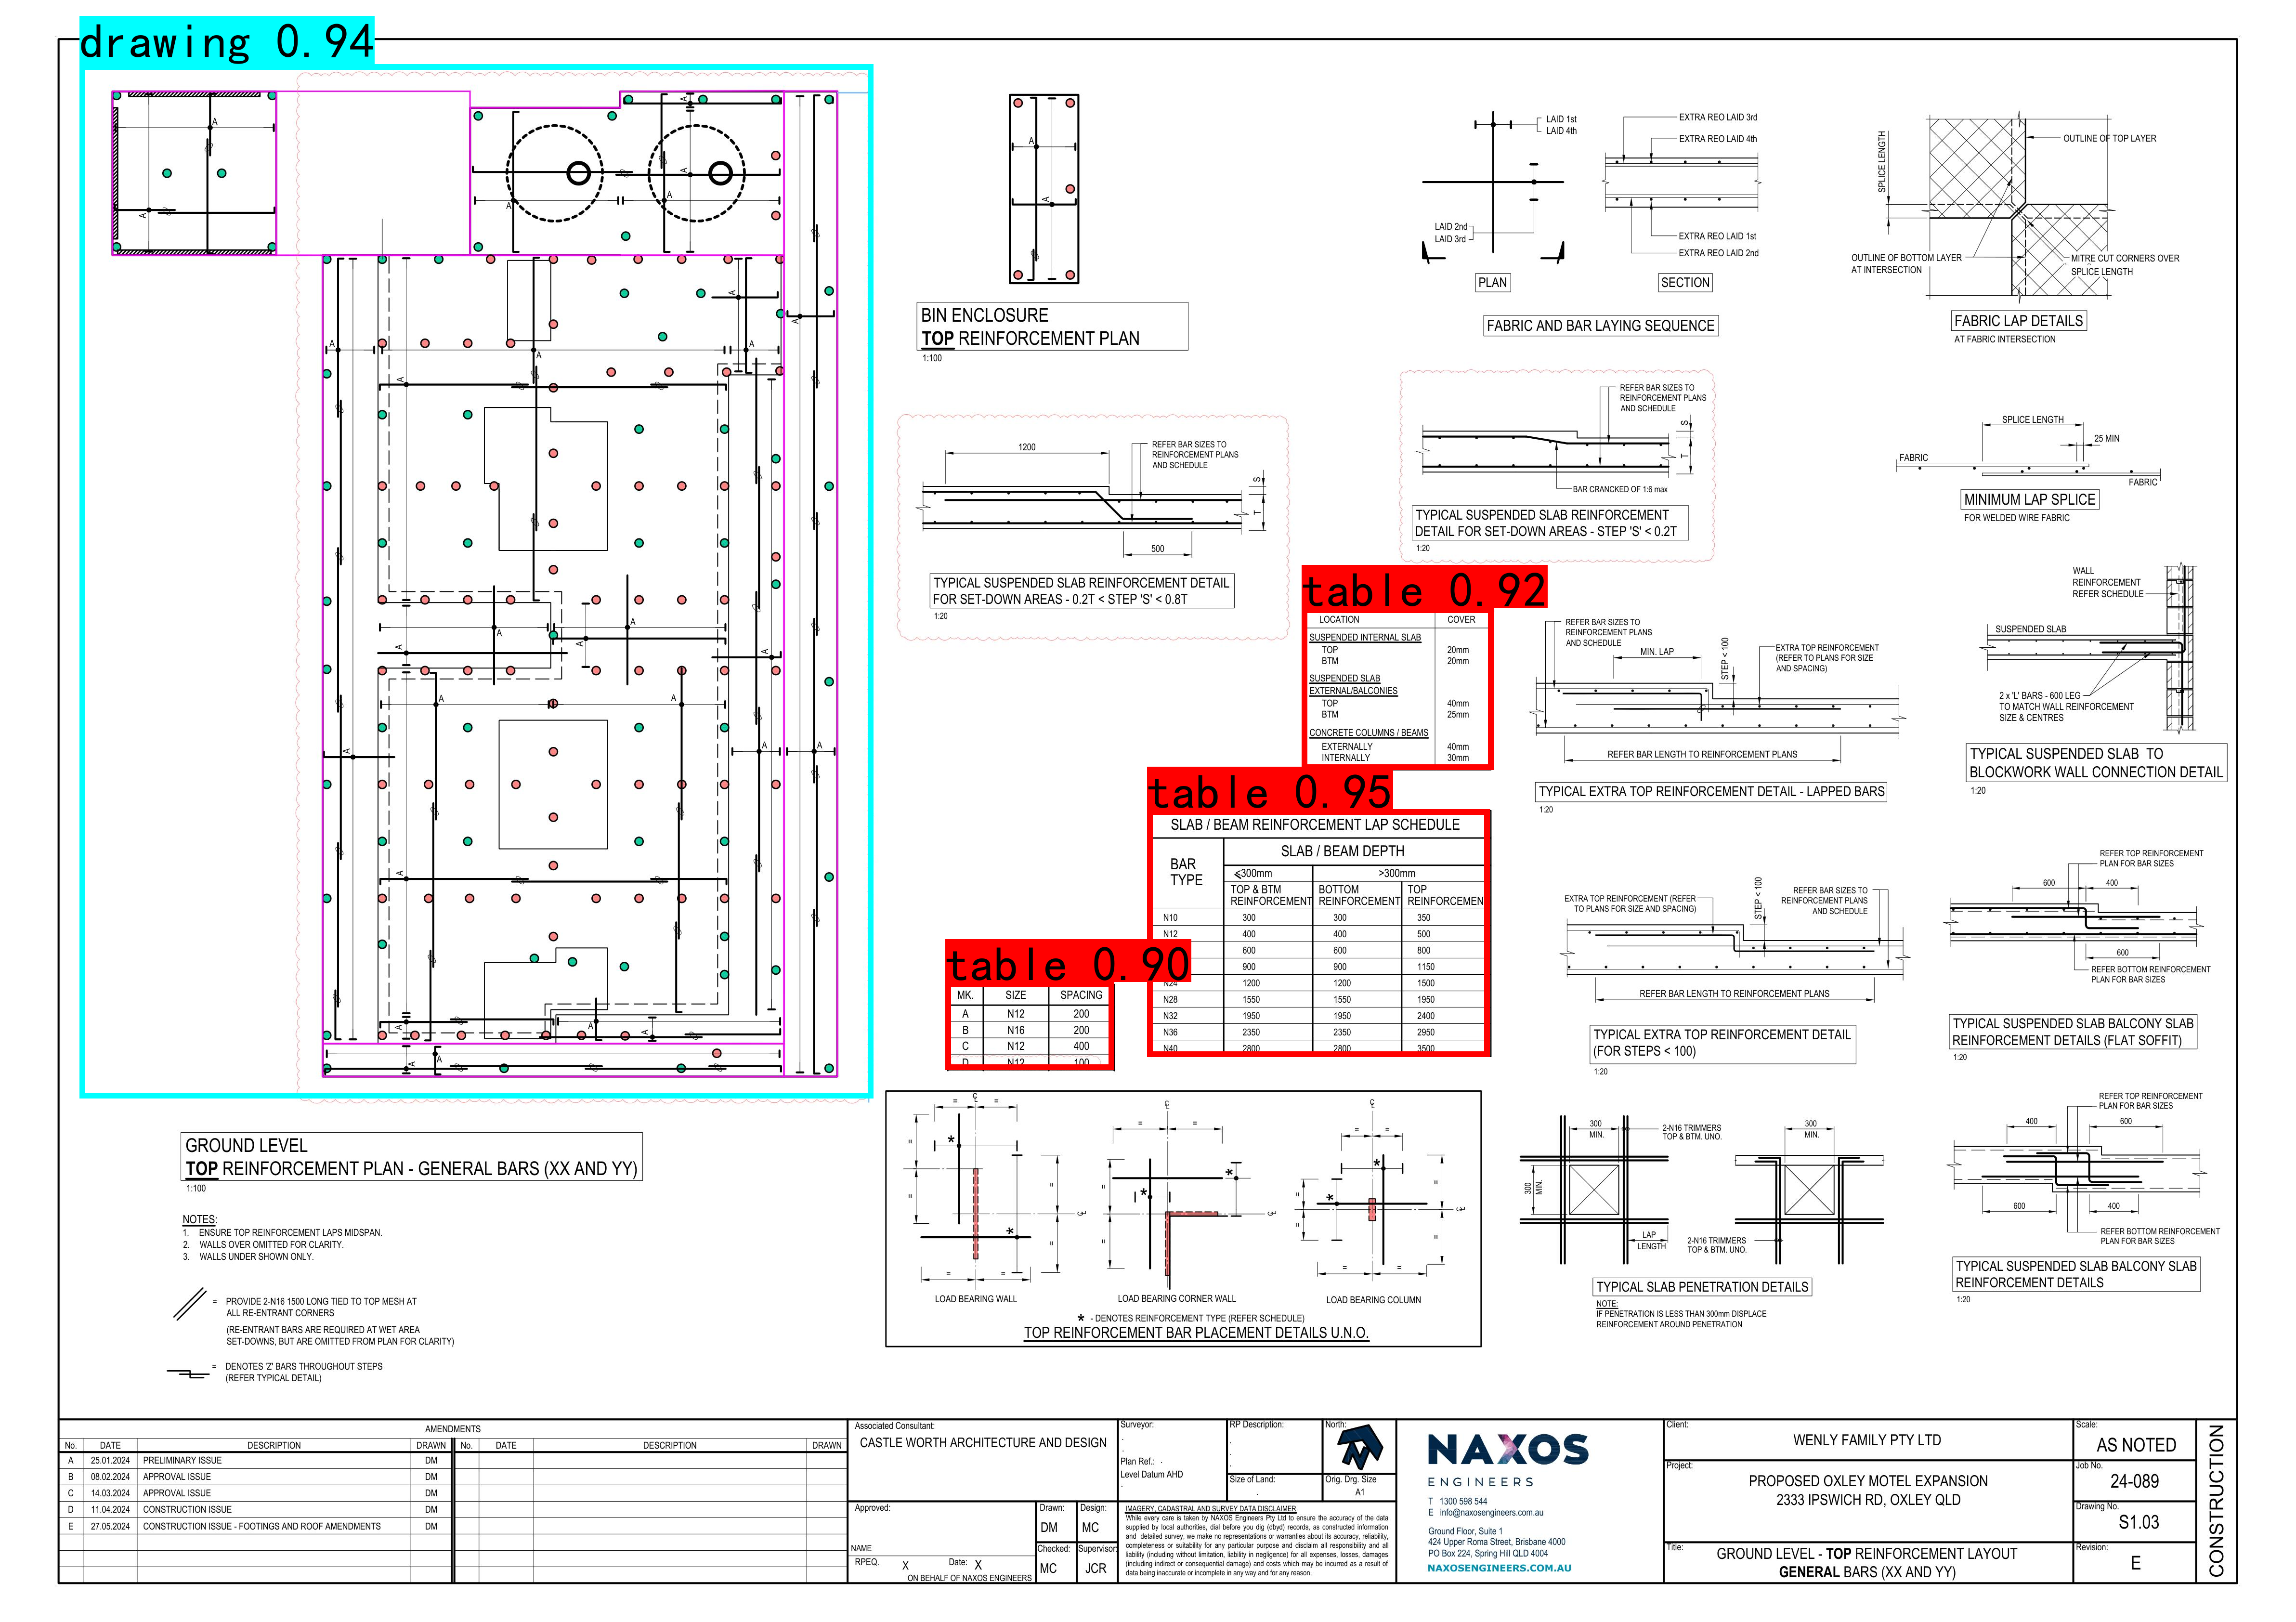 drawing 0.94
A
BIN ENCLOSURE
TOP REINFORCEMENT PLAN
1:100
LAID 1st
LAID 4th
LAID 2nd
LAID 3rd
PLAN
EXTRA REO LAID 3rd
EXTRA REO LAID 4th
EXTRA REO LAID 1st
EXTRA REO LAID 2nd
SECTION
FABRIC AND BAR LAYING SEQUENCE
SPLICE LENGTH
OUTLINE OF TOP LAYER
OUTLINE OF BOTTOM LAYER
AT INTERSECTION
MITRE CUT CORNERS OVER
SPLICE LENGTH
FABRIC LAP DETAILS
AT FABRIC INTERSECTION
1200
REFER BAR SIZES TO
REINFORCEMENT PLANS
AND SCHEDULE
S
T
500
TYPICAL SUSPENDED SLAB REINFORCEMENT DETAIL
FOR SET-DOWN AREAS - 0.2T < STEP 'S' < 0.8T
1:20
REFER BAR SIZES TO
REINFORCEMENT PLANS
AND SCHEDULE
S
T
BAR CRANCKED OF 1:6 max
TYPICAL SUSPENDED SLAB REINFORCEMENT
DETAIL FOR SET-DOWN AREAS - STEP 'S' < 0.2T
1:20
SPLICE LENGTH
25 MIN
FABRIC
FABRIC
MINIMUM LAP SPLICE
FOR WELDED WIRE FABRIC
table 0.92
LOCATION COVER
SUSPENDED INTERNAL SLAB
TOP 20mm
BTM 20mm
SUSPENDED SLAB
EXTERNAL/BALCONIES
TOP 40mm
BTM 25mm
CONCRETE COLUMNS / BEAMS
EXTERNALLY 40mm
INTERNALLY 30mm
REFER BAR SIZES TO
REINFORCEMENT PLANS
AND SCHEDULE
MIN. LAP
STEP < 100
EXTRA TOP REINFORCEMENT
(REFER TO PLANS FOR SIZE
AND SPACING)
REFER BAR LENGTH TO REINFORCEMENT PLANS
TYPICAL EXTRA TOP REINFORCEMENT DETAIL - LAPPED BARS
1:20
WALL
REINFORCEMENT
REFER SCHEDULE
SUSPENDED SLAB
2 x 'L' BARS - 600 LEG
TO MATCH WALL REINFORCEMENT
SIZE & CENTRES
TYPICAL SUSPENDED SLAB TO
BLOCKWORK WALL CONNECTION DETAIL
1:20
table 0.95
SLAB / BEAM REINFORCEMENT LAP SCHEDULE
BAR
TYPE
SLAB / BEAM DEPTH
⩽300mm >300mm
TOP & BTM
REINFORCEMENT
BOTTOM
REINFORCEMENT
TOP
REINFORCEMEN
N10 300 300 350
N12 400 400 500
600 600 800
900 900 1150
N24 1200 1200 1500
N28 1550 1550 1950
N32 1950 1950 2400
N36 2350 2350 2950
N40 2800 2800 3500
table 0.90
MK. SIZE SPACING
A N12 200
B N16 200
C N12 400
D N12 100
EXTRA TOP REINFORCEMENT (REFER
TO PLANS FOR SIZE AND SPACING)
STEP < 100
REFER BAR SIZES TO
REINFORCEMENT PLANS
AND SCHEDULE
REFER BAR LENGTH TO REINFORCEMENT PLANS
TYPICAL EXTRA TOP REINFORCEMENT DETAIL
(FOR STEPS < 100)
1:20
REFER TOP REINFORCEMENT
PLAN FOR BAR SIZES
600 400
600
REFER BOTTOM REINFORCEMENT
PLAN FOR BAR SIZES
TYPICAL SUSPENDED SLAB BALCONY SLAB
REINFORCEMENT DETAILS (FLAT SOFFIT)
1:20
GROUND LEVEL
TOP REINFORCEMENT PLAN - GENERAL BARS (XX AND YY)
1:100
NOTES:
1. ENSURE TOP REINFORCEMENT LAPS MIDSPAN.
2. WALLS OVER OMITTED FOR CLARITY.
3. WALLS UNDER SHOWN ONLY.
= PROVIDE 2-N16 1500 LONG TIED TO TOP MESH AT
ALL RE-ENTRANT CORNERS
(RE-ENTRANT BARS ARE REQUIRED AT WET AREA
SET-DOWNS, BUT ARE OMITTED FROM PLAN FOR CLARITY)
= DENOTES 'Z' BARS THROUGHOUT STEPS
(REFER TYPICAL DETAIL)
LOAD BEARING WALL
LOAD BEARING CORNER WALL
LOAD BEARING COLUMN
* - DENOTES REINFORCEMENT TYPE (REFER SCHEDULE)
TOP REINFORCEMENT BAR PLACEMENT DETAILS U.N.O.
300
MIN.
2-N16 TRIMMERS
TOP & BTM. UNO.
300
MIN.
300
MIN.
LAP
LENGTH
2-N16 TRIMMERS
TOP & BTM. UNO.
TYPICAL SLAB PENETRATION DETAILS
NOTE:
IF PENETRATION IS LESS THAN 300mm DISPLACE
REINFORCEMENT AROUND PENETRATION
REFER TOP REINFORCEMENT
PLAN FOR BAR SIZES
400 600
600 400
REFER BOTTOM REINFORCEMENT
PLAN FOR BAR SIZES
TYPICAL SUSPENDED SLAB BALCONY SLAB
REINFORCEMENT DETAILS
1:20
AMENDMENTS
No. DATE DESCRIPTION DRAWN No. DATE DESCRIPTION DRAWN
A 25.01.2024 PRELIMINARY ISSUE DM
B 08.02.2024 APPROVAL ISSUE DM
C 14.03.2024 APPROVAL ISSUE DM
D 11.04.2024 CONSTRUCTION ISSUE DM
E 27.05.2024 CONSTRUCTION ISSUE - FOOTINGS AND ROOF AMENDMENTS DM
Associated Consultant:
CASTLE WORTH ARCHITECTURE AND DESIGN
Approved:
NAME
RPEQ. X Date: X
ON BEHALF OF NAXOS ENGINEERS
Drawn: DM
Design: MC
Checked: MC
Supervisor: JCR
Surveyor:
Plan Ref.:
Level Datum AHD
RP Description:
Size of Land:
North:
Orig. Drg. Size
A1
IMAGERY, CADASTRAL AND SURVEY DATA DISCLAIMER
While every care is taken by NAXOS Engineers Pty Ltd to ensure the accuracy of the data
supplied by local authorities, dial before you dig (dbyd) records, as constructed information
and detailed survey, we make no representations or warranties about its accuracy, reliability,
completeness or suitability for any particular purpose and disclaim all responsibility and all
liability (including without limitation, liability in negligence) for all expenses, losses, damages
(including indirect or consequential damage) and costs which may be incurred as a result of
data being inaccurate or incomplete in any way and for any reason.
NAXOS
ENGINEERS
T 1300 598 544
E info@naxosengineers.com.au
Ground Floor, Suite 1
424 Upper Roma Street, Brisbane 4000
PO Box 224, Spring Hill QLD 4004
NAXOSENGINEERS.COM.AU
Client:
WENLY FAMILY PTY LTD
Project:
PROPOSED OXLEY MOTEL EXPANSION
2333 IPSWICH RD, OXLEY QLD
Title:
GROUND LEVEL - TOP REINFORCEMENT LAYOUT
GENERAL BARS (XX AND YY)
Scale:
AS NOTED
Job No.
24-089
Drawing No.
S1.03
Revision:
E
CONSTRUCTION